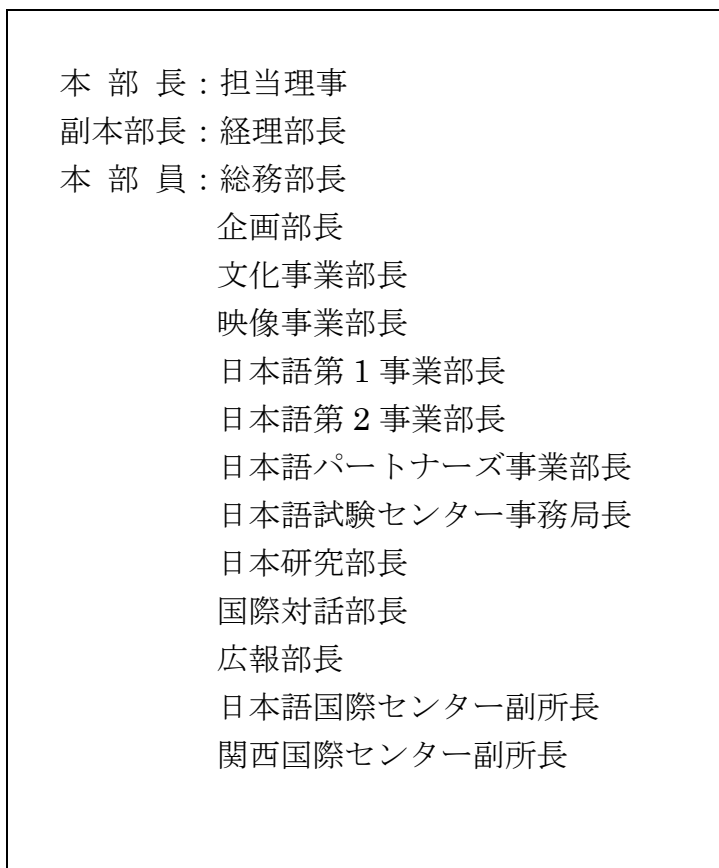 本 部 長：担当理事
副本部長：経理部長
本 部 員：総務部長
企画部長
文化事業部長
映像事業部長
日本語第 1 事業部長
日本語第 2 事業部長
日本語パートナーズ事業部長
日本語試験センター事務局長
日本研究部長
国際対話部長
広報部長
日本語国際センター副所長
関西国際センター副所長